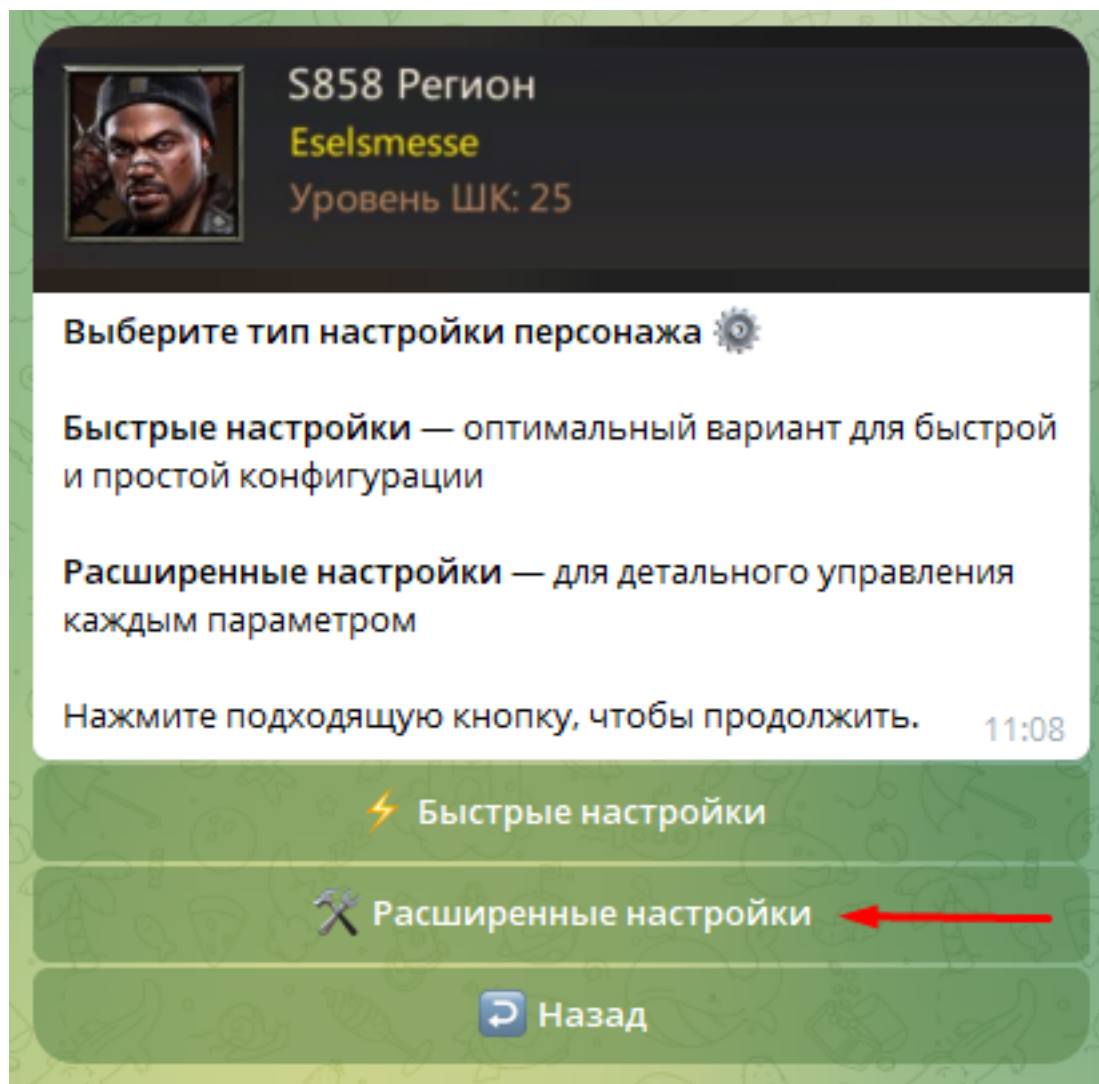 S858 Регион
Eselsmesse
Уровень ШК: 25
Выберите тип настройки персонажа
Быстрые настройки — оптимальный вариант для быстрой
и простой конфигурации
Расширенные настройки — для детального управления
каждым параметром
Нажмите подходящую кнопку, чтобы продолжить.
11:08
Быстрые настройки
Расширенные настройки
Назад